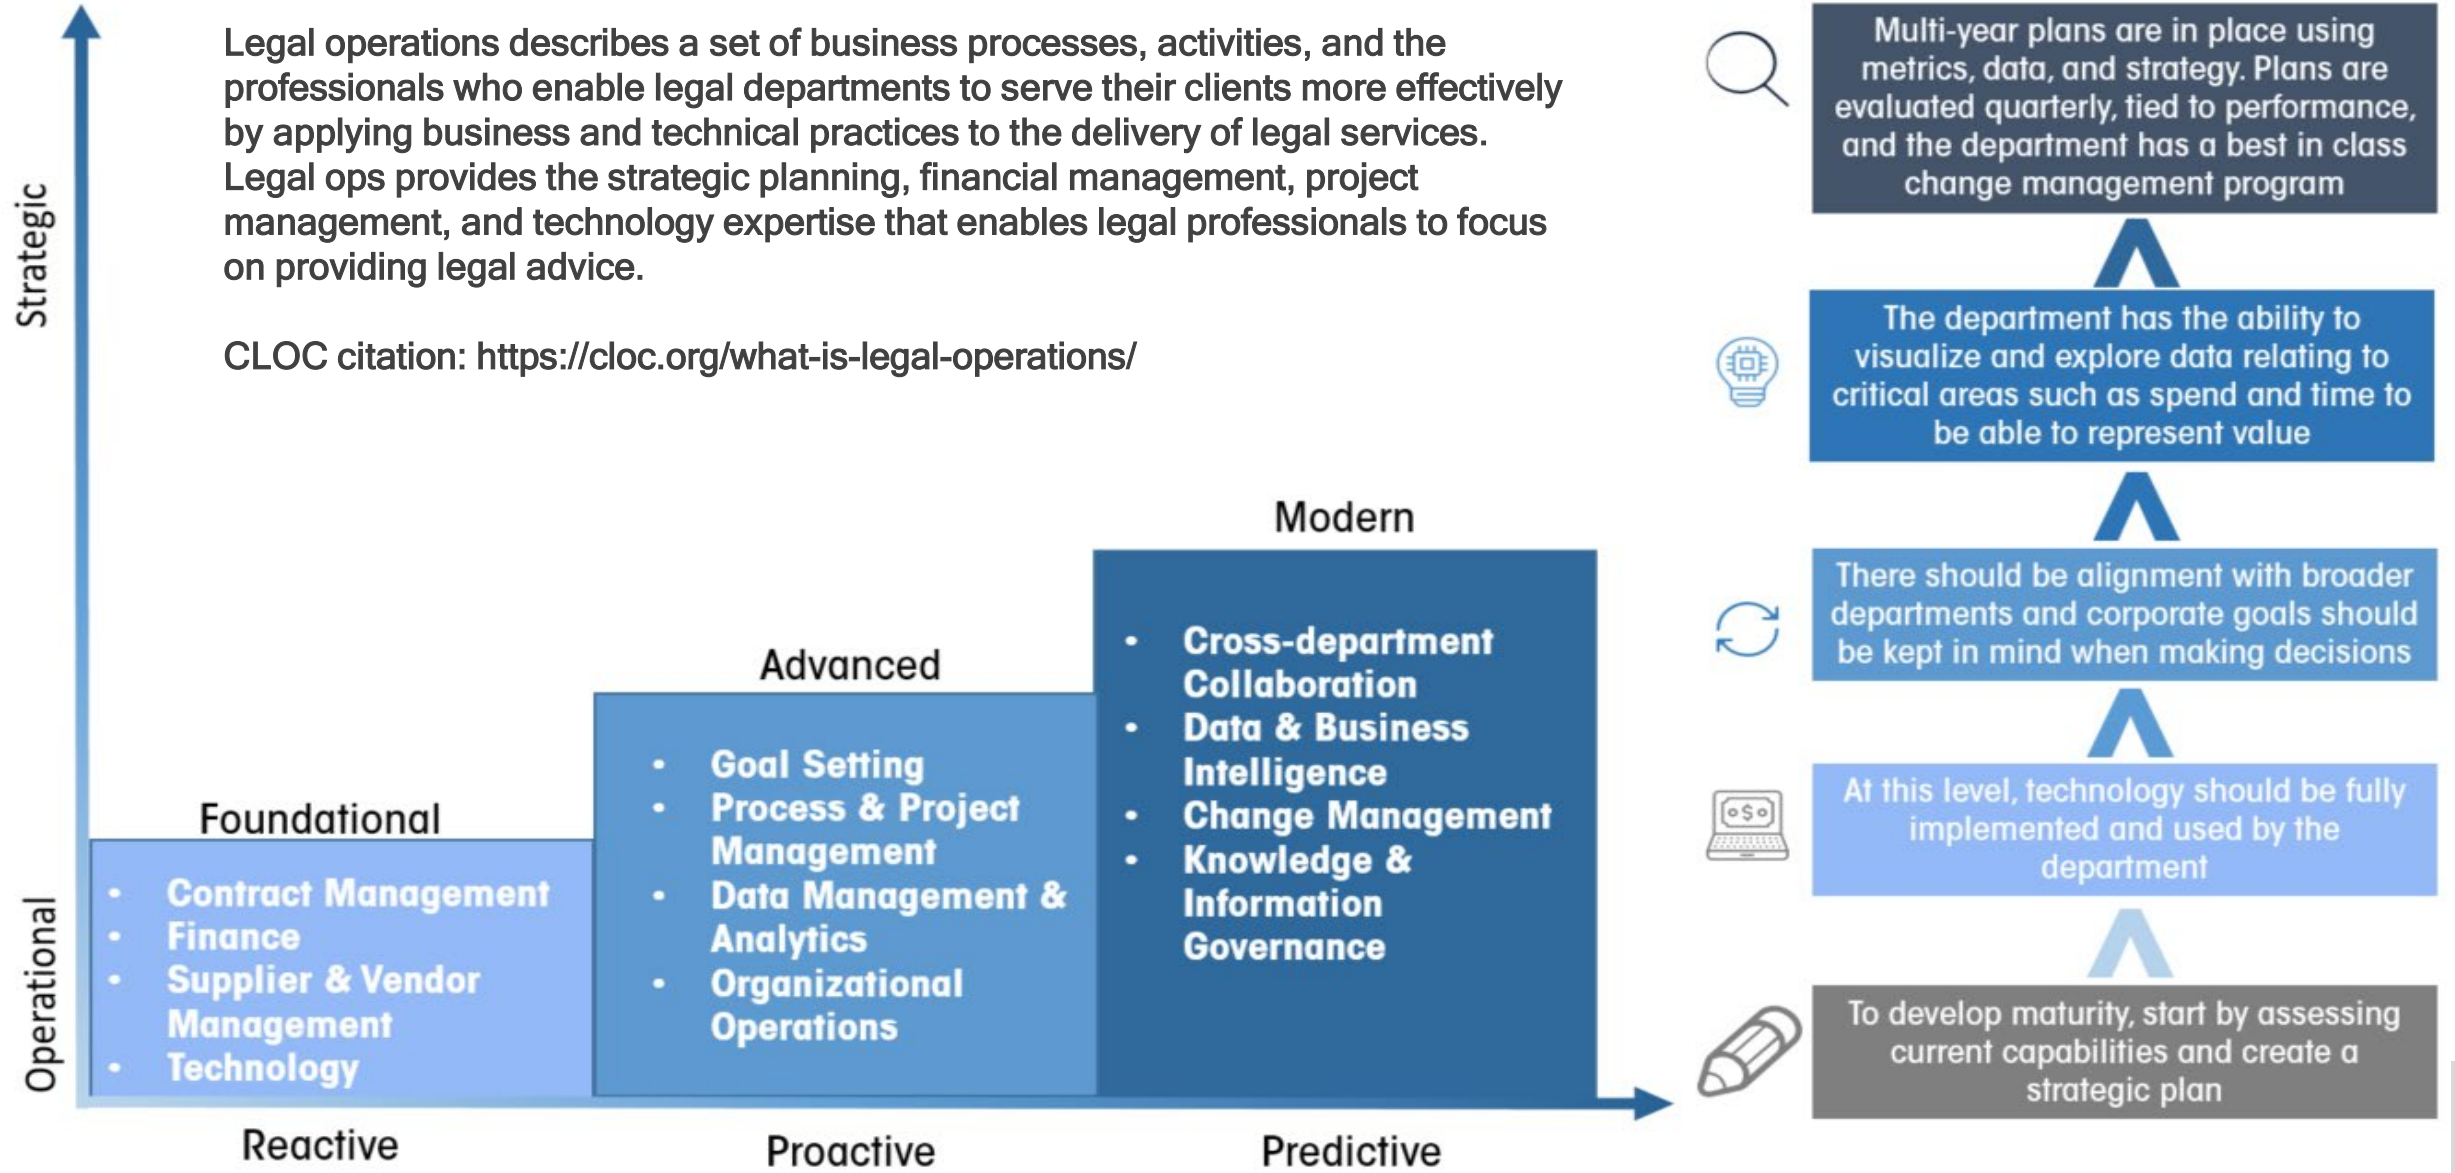 Legal operations describes a set of business processes, activities, and the
professionals who enable legal departments to serve their clients more effectively
by applying business and technical practices to the delivery of legal services.
Legal ops provides the strategic planning, financial management, project
management, and technology expertise that enables legal professionals to focus
on providing legal advice.
CLOC citation: https://cloc.org/what-is-legal-operations/
Strategic
Operational
Foundational
• Contract Management
• Finance
• Supplier & Vendor
Management
• Technology
Reactive
Advanced
• Goal Setting
• Process & Project
Management
• Data Management &
Analytics
• Organizational
Operations
Proactive
Modern
• Cross-department
Collaboration
• Data & Business
Intelligence
• Change Management
• Knowledge &
Information
Governance
Predictive
Multi-year plans are in place using
metrics, data, and strategy. Plans are
evaluated quarterly, tied to performance,
and the department has a best in class
change management program
The department has the ability to
visualize and explore data relating to
critical areas such as spend and time to
be able to represent value
There should be alignment with broader
departments and corporate goals should
be kept in mind when making decisions
$
At this level, technology should be fully
implemented and used by the
department
To develop maturity, start by assessing
current capabilities and create a
strategic plan